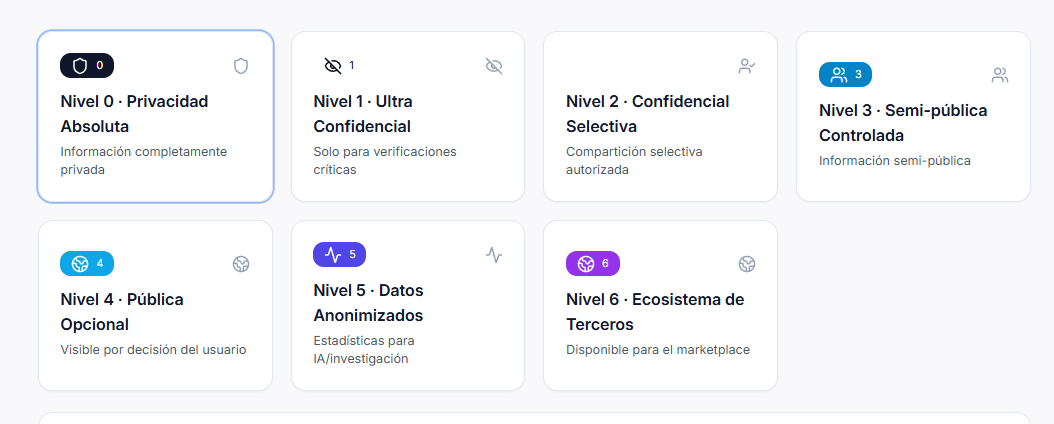 0
Nivel 0 · Privacidad
Absoluta
Información completamente
privada
1
Nivel 1 · Ultra
Confidencial
Solo para verificaciones
críticas
Nivel 2 · Confidencial
Selectiva
Compartición selectiva
autorizada
3
Nivel 3 · Semi-pública
Controlada
Información semi-pública
4
Nivel 4 · Pública
Opcional
Visible por decisión del usuario
5
Nivel 5 · Datos
Anonimizados
Estadísticas para
IA/investigación
6
Nivel 6 · Ecosistema de
Terceros
Disponible para el marketplace